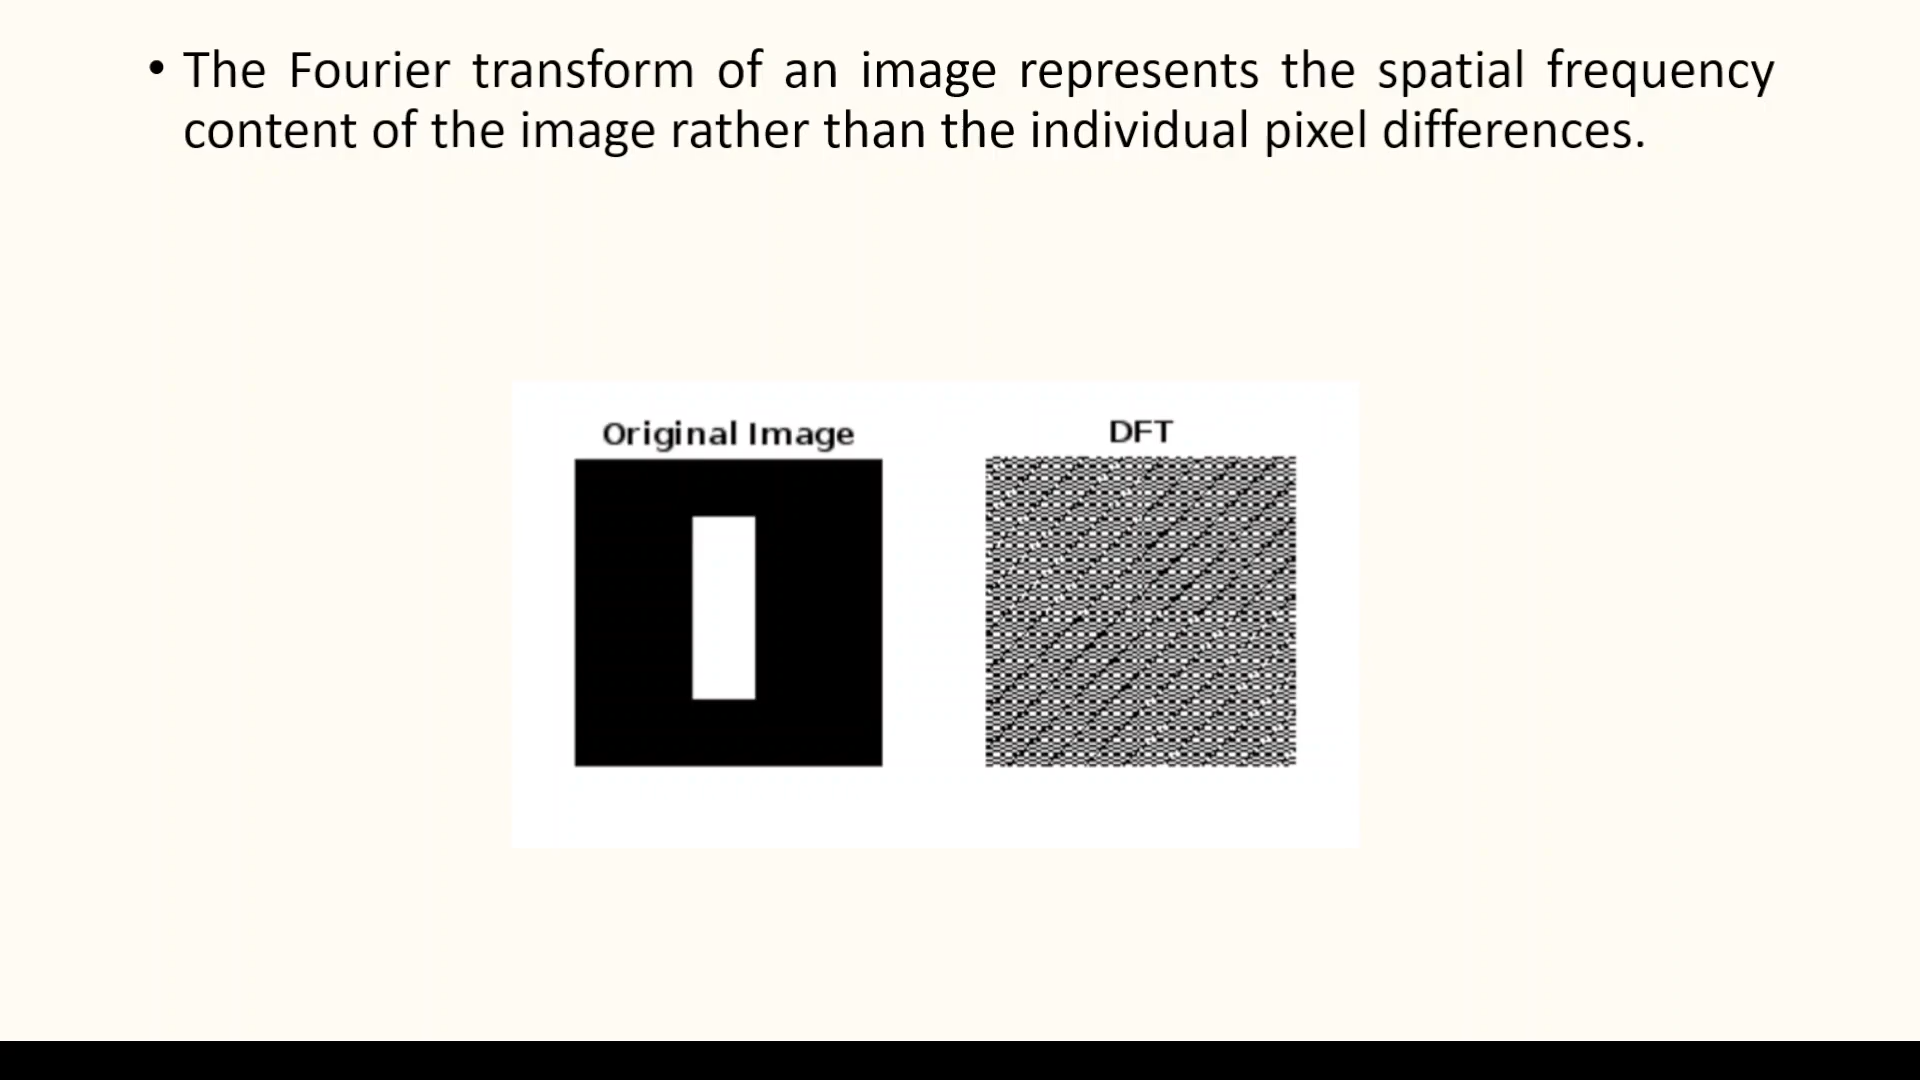 • The Fourier transform of an image represents the spatial frequency
content of the image rather than the individual pixel differences.
Original Image
DFT